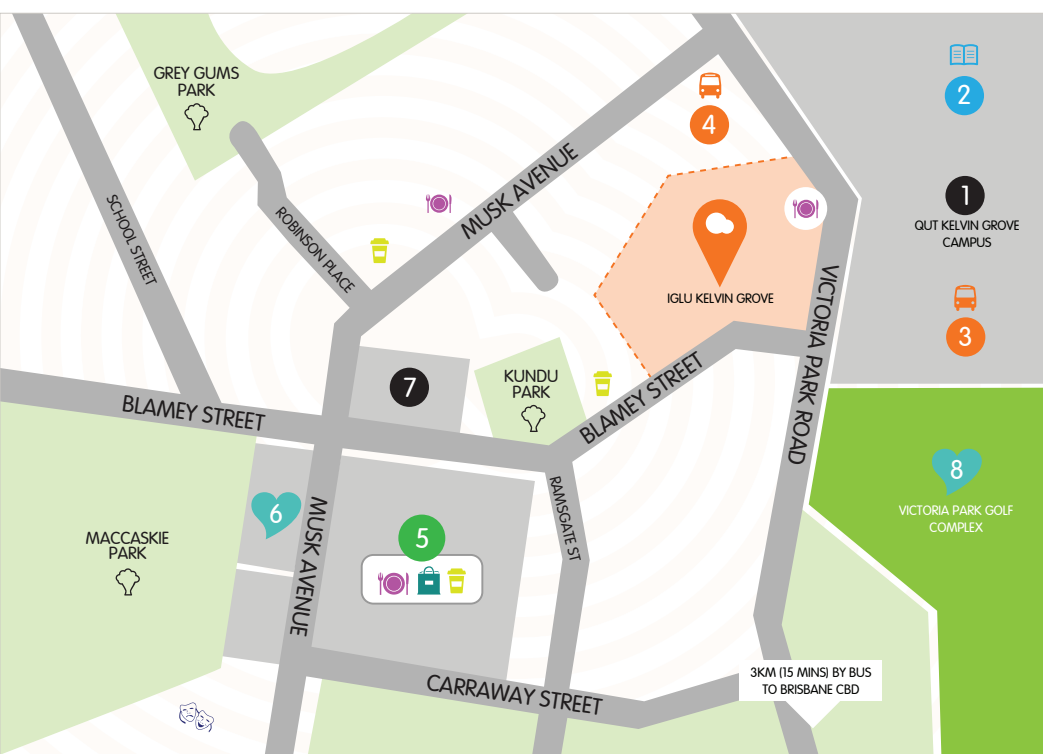 GREY GUMS
PARK
2
4
1
QUT KELVIN GROVE
CAMPUS
MUSK AVENUE
SCHOOL STREET
ROBINSON PLACE
IGLU KELVIN GROVE
VICTORIA PARK ROAD
3
7
KUNDU
PARK
BLAMEY STREET
BLAMEY STREET
8
VICTORIA PARK GOLF
COMPLEX
RAMSGATE ST
6
MUSK AVENUE
5
MACCASKIE
PARK
3KM (15 MINS) BY BUS
TO BRISBANE CBD
CARRAWAY STREET